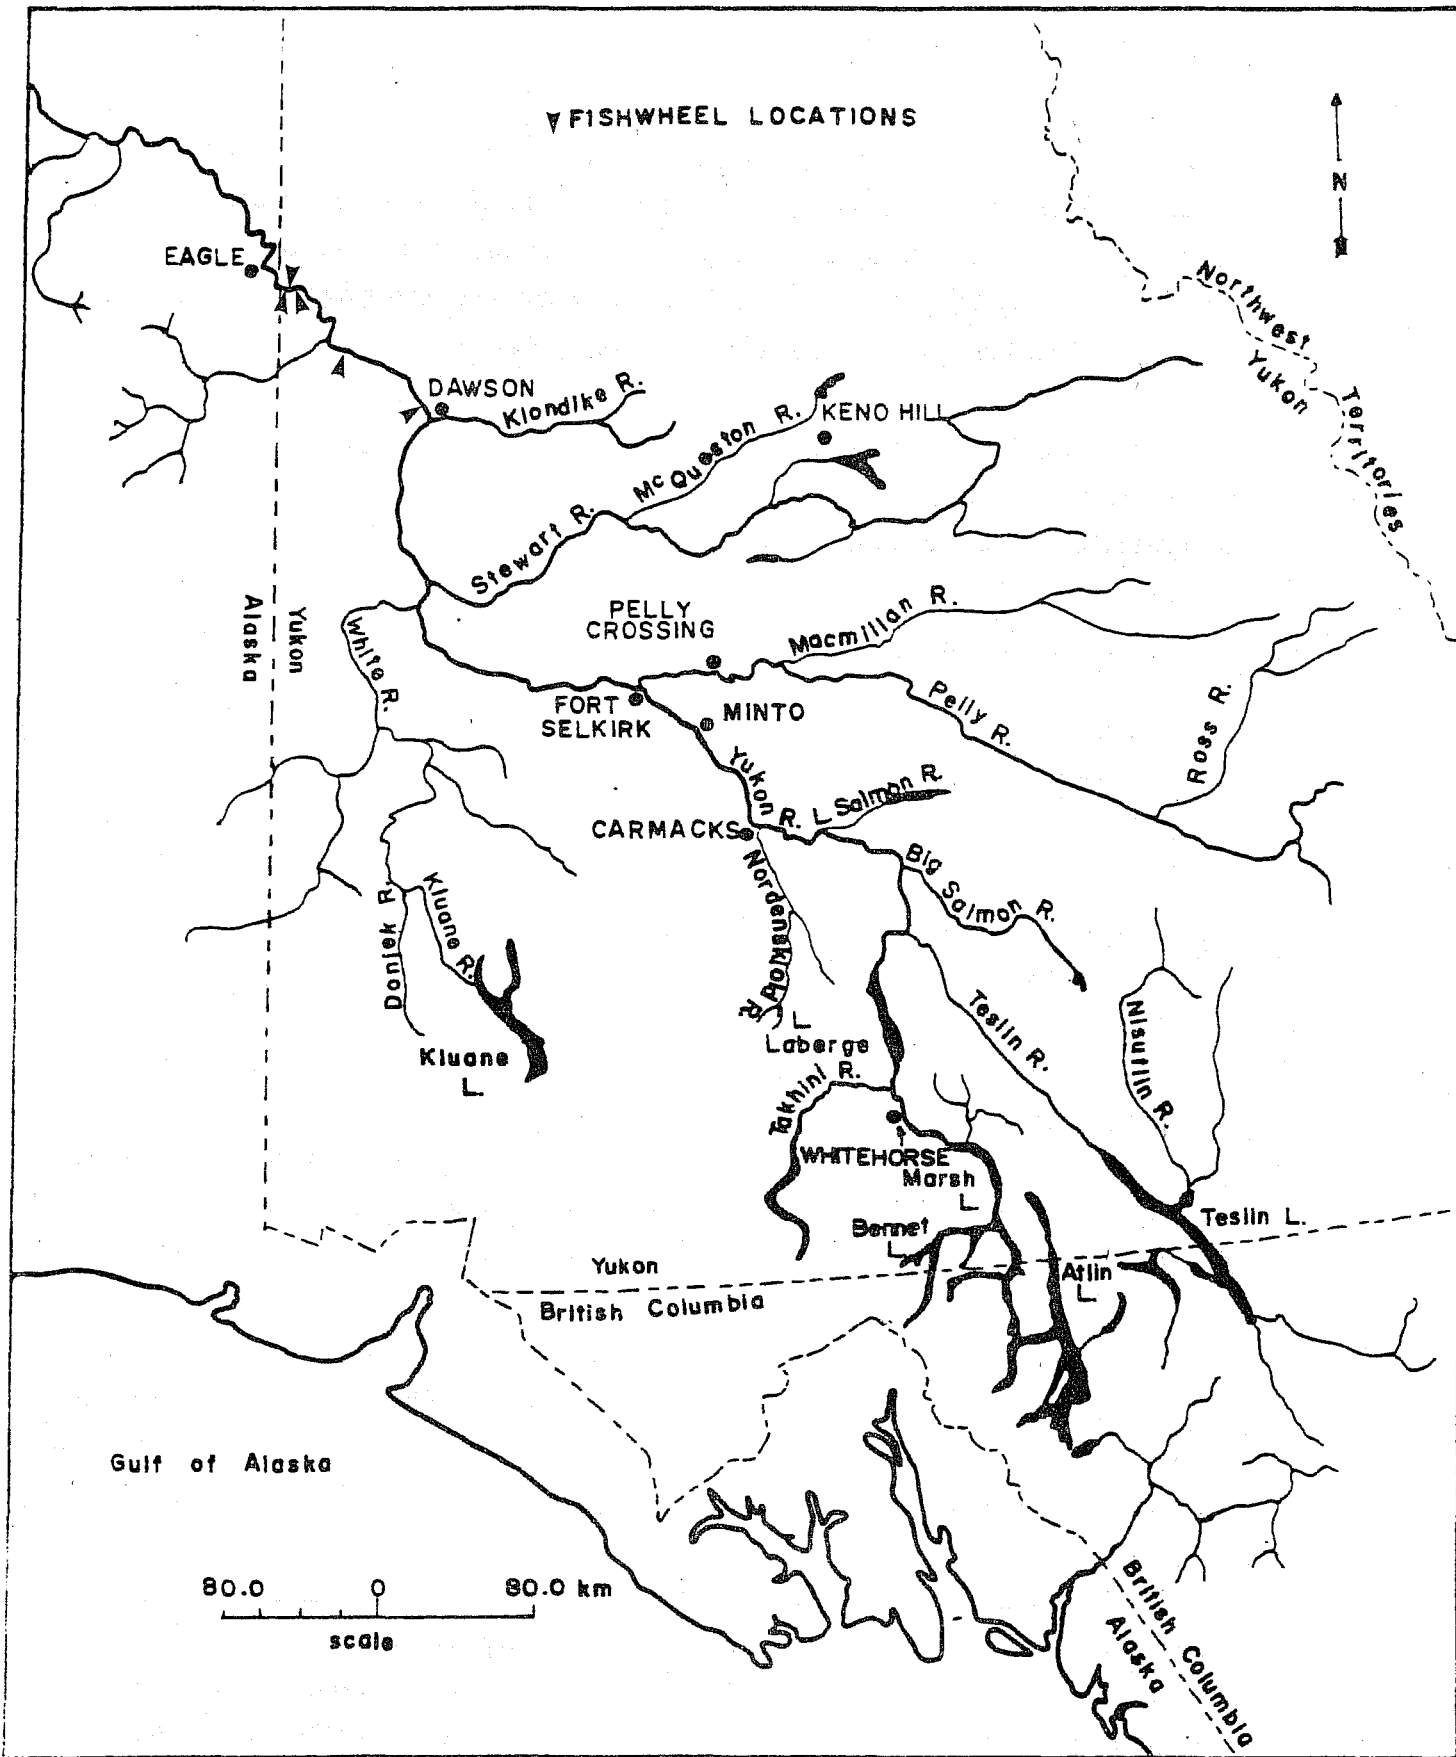 FISHWHEEL LOCATIONS
N
EAGLE
Northwest
Territories
Yukon
DAWSON
Klondike R.
McQueston R.
KENO HILL
Stewart R.
Alaska
Yukon
White R.
PELLY
CROSSING
Macmillan R.
FORT
SELKIRK
MINTO
Pelly R.
Ross R.
Yukon R.
L Salmon R.
CARMACKS
Big
Salmon R.
Nordenskiold R.
Donjek R.
Kluane R.
Kluane
L.
L
Laberge
Teslin R.
Nisutlin R.
Takhini R.
WHITEHORSE
Marsh
L
Bennet
L
Teslin L.
Atlin
L
Yukon
British Columbia
Gulf of Alaska
80.0 0 80.0 km
scale
British Columbia
Alaska